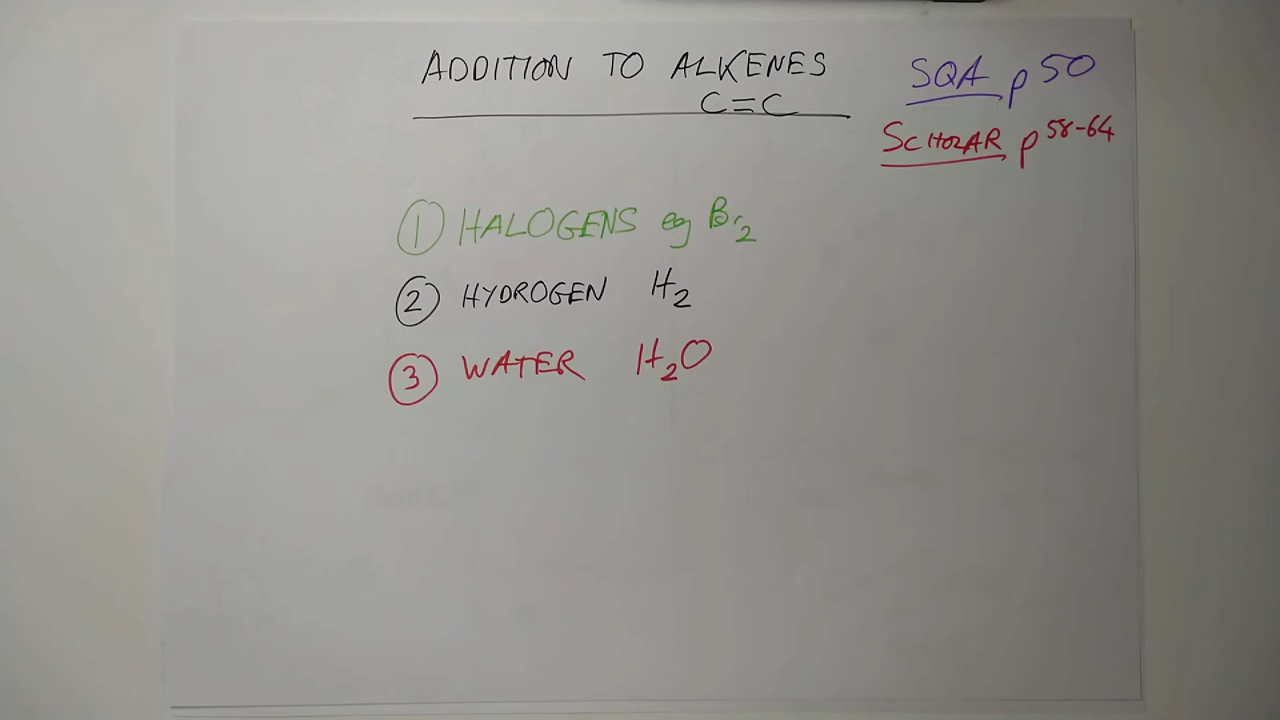 ADDITION TO ALKENES
C=C
SQA p 50
SCHOLAR p 58-64
① HALOGENS eg Br₂
② HYDROGEN H₂
③ WATER H₂O